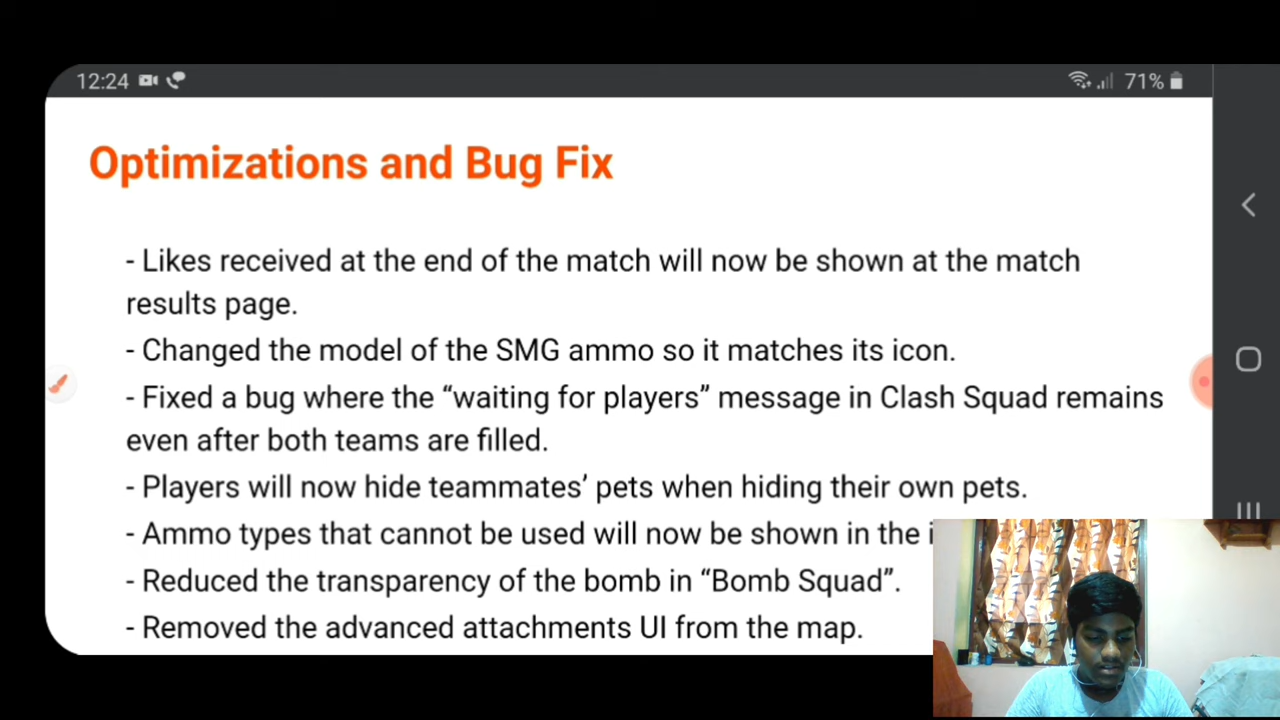 12:24
71%
Optimizations and Bug Fix
- Likes received at the end of the match will now be shown at the match
results page.
- Changed the model of the SMG ammo so it matches its icon.
- Fixed a bug where the “waiting for players” message in Clash Squad remains
even after both teams are filled.
- Players will now hide teammates’ pets when hiding their own pets.
- Ammo types that cannot be used will now be shown in the
- Reduced the transparency of the bomb in “Bomb Squad”.
- Removed the advanced attachments UI from the map.